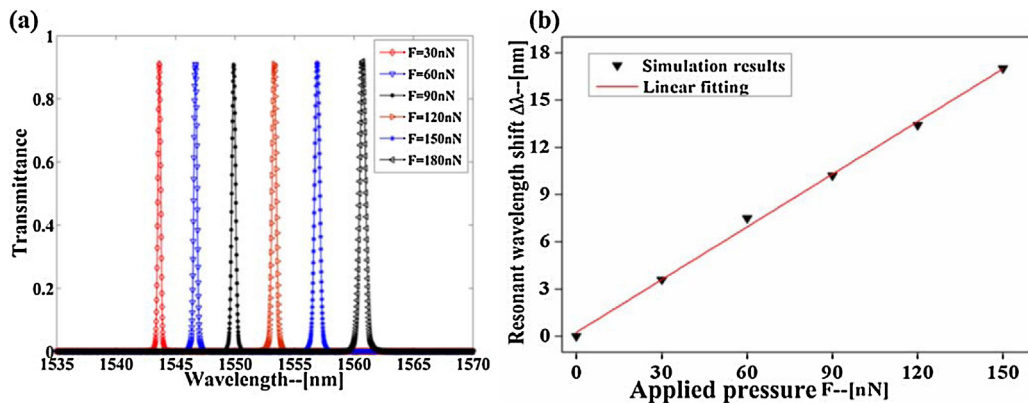 (a)
1
0.8
0.6
0.4
0.2
0
Transmittance
F=30nN
F=60nN
F=90nN
F=120nN
F=150nN
F=180nN
1535 1540 1545 1550 1555 1560 1565 1570
Wavelength--[nm]
(b)
18
15
12
9
6
3
0
Resonant wavelength shift Δλ--[nm]
Simulation results
Linear fitting
0 30 60 90 120 150
Applied pressure F--[nN]